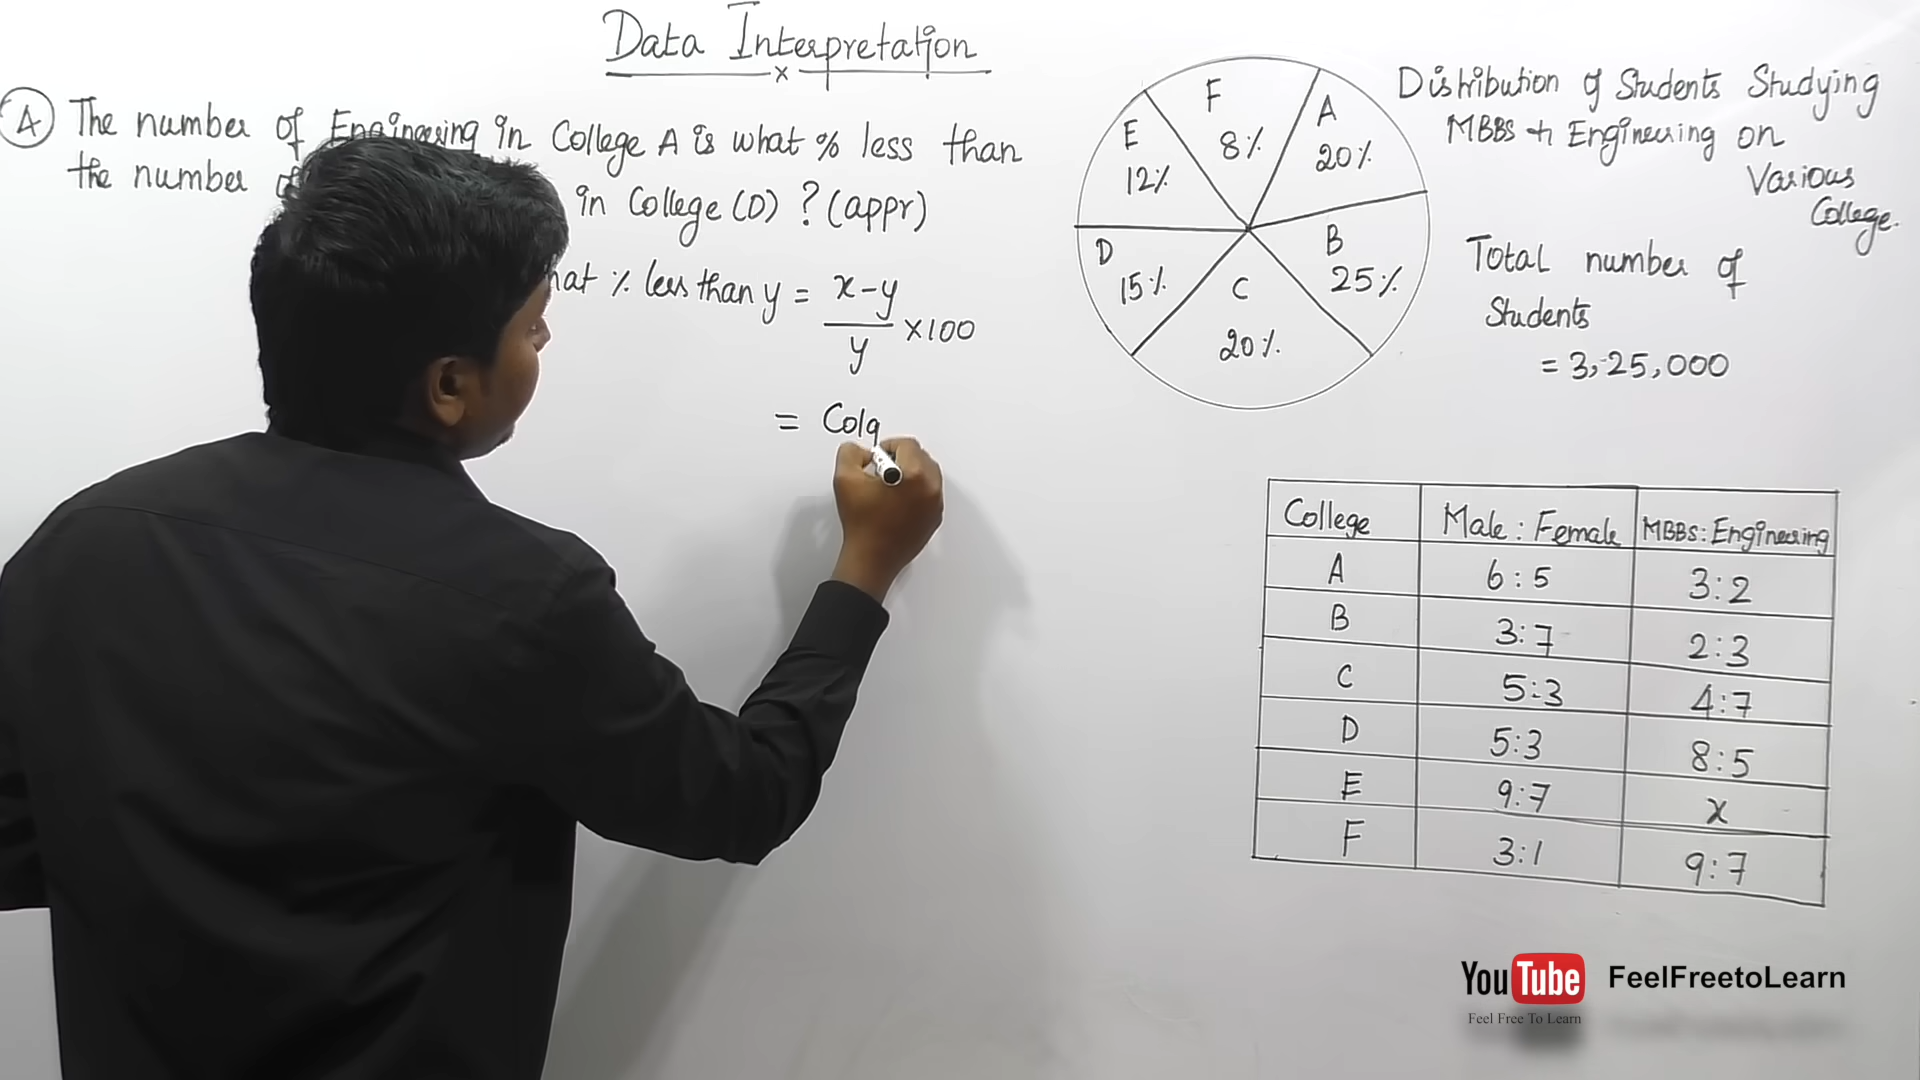 Data Interpretation
x
4 The number of Engineering in College A is what % less than
the number of in College (D) ? (appr)
% less than y = x-y
y
×100
= Colg
F
8%
A
20%
E
12%
B
25%
D
15%
C
20%
Distribution of Students Studying
MBBS & Engineering on
Various
College.
Total number of
Students
= 3,25,000
College Male : Female MBBS : Engineering
A 6 : 5 3 : 2
B 3 : 7 2 : 3
C 5 : 3 4 : 7
D 5 : 3 8 : 5
E 9 : 7 x
F 3 : 1 9 : 7
YouTube FeelFreetoLearn
Feel Free To Learn